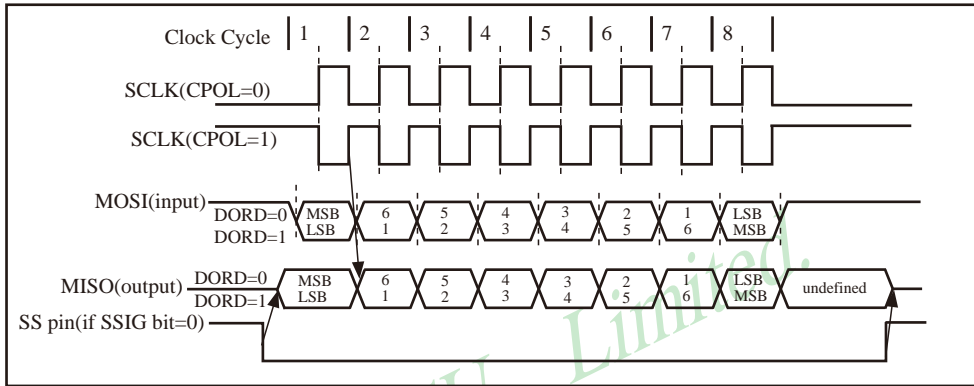 Clock Cycle 1 2 3 4 5 6 7 8
SCLK(CPOL=0)
SCLK(CPOL=1)
MOSI(input)
DORD=0 MSB 6 5 4 3 2 1 LSB
DORD=1 LSB 1 2 3 4 5 6 MSB
MISO(output)
DORD=0 MSB 6 5 4 3 2 1 LSB undefined
DORD=1 LSB 1 2 3 4 5 6 MSB
SS pin(if SSIG bit=0)
Limited.